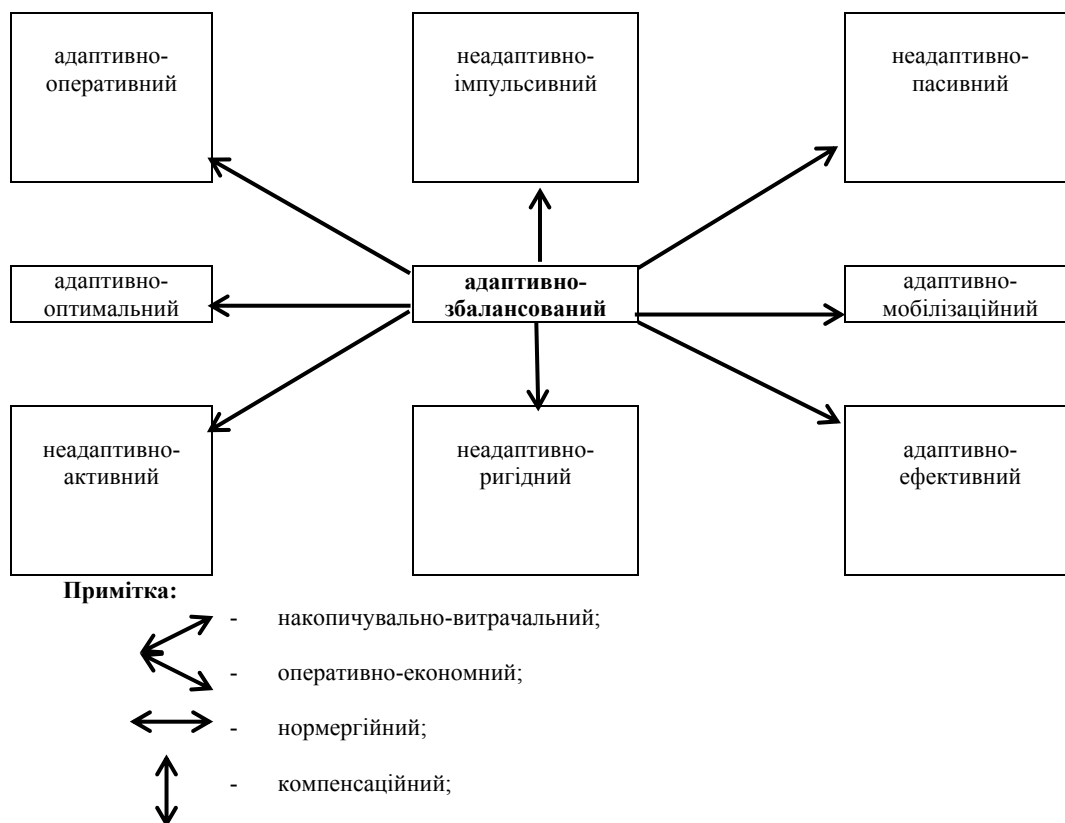 адаптивно-
оперативний
неадаптивно-
імпульсивний
неадаптивно-
пасивний
адаптивно-
оптимальний
адаптивно-
збалансований
адаптивно-
мобілізаційний
неадаптивно-
активний
неадаптивно-
ригідний
адаптивно-
ефективний
Примітка:
- накопичувально-витрачальний;
- оперативно-економний;
- нормергійний;
- компенсаційний;